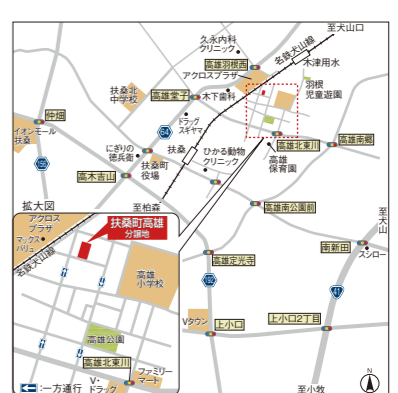 至犬山口
久永内科
クリニック
名鉄犬山線
木津用水
高雄羽根西
アクロスプラザ
羽根
児童遊園
扶桑北
中学校
高雄堂子
木下歯科
仲畑
ドラッグ
スギヤマ
64
イオンモール
扶桑
にぎりの
徳兵衛
扶桑
ひかる動物
クリニック
高雄北東川
高雄南郷
扶桑町
役場
高雄
保育園
高木吉山
至柏森
高雄南公園前
至犬山
拡大図
アクロス
プラザ
マックス
バリュ
名鉄犬山線
扶桑町高雄
分譲地
高雄
小学校
高雄定光寺
南新田
スシロー
41
Vタウン
上小口
上小口2丁目
高雄公園
高雄北東川
ファミリー
マート
V・
ドラッグ
:一方通行
至小牧
N